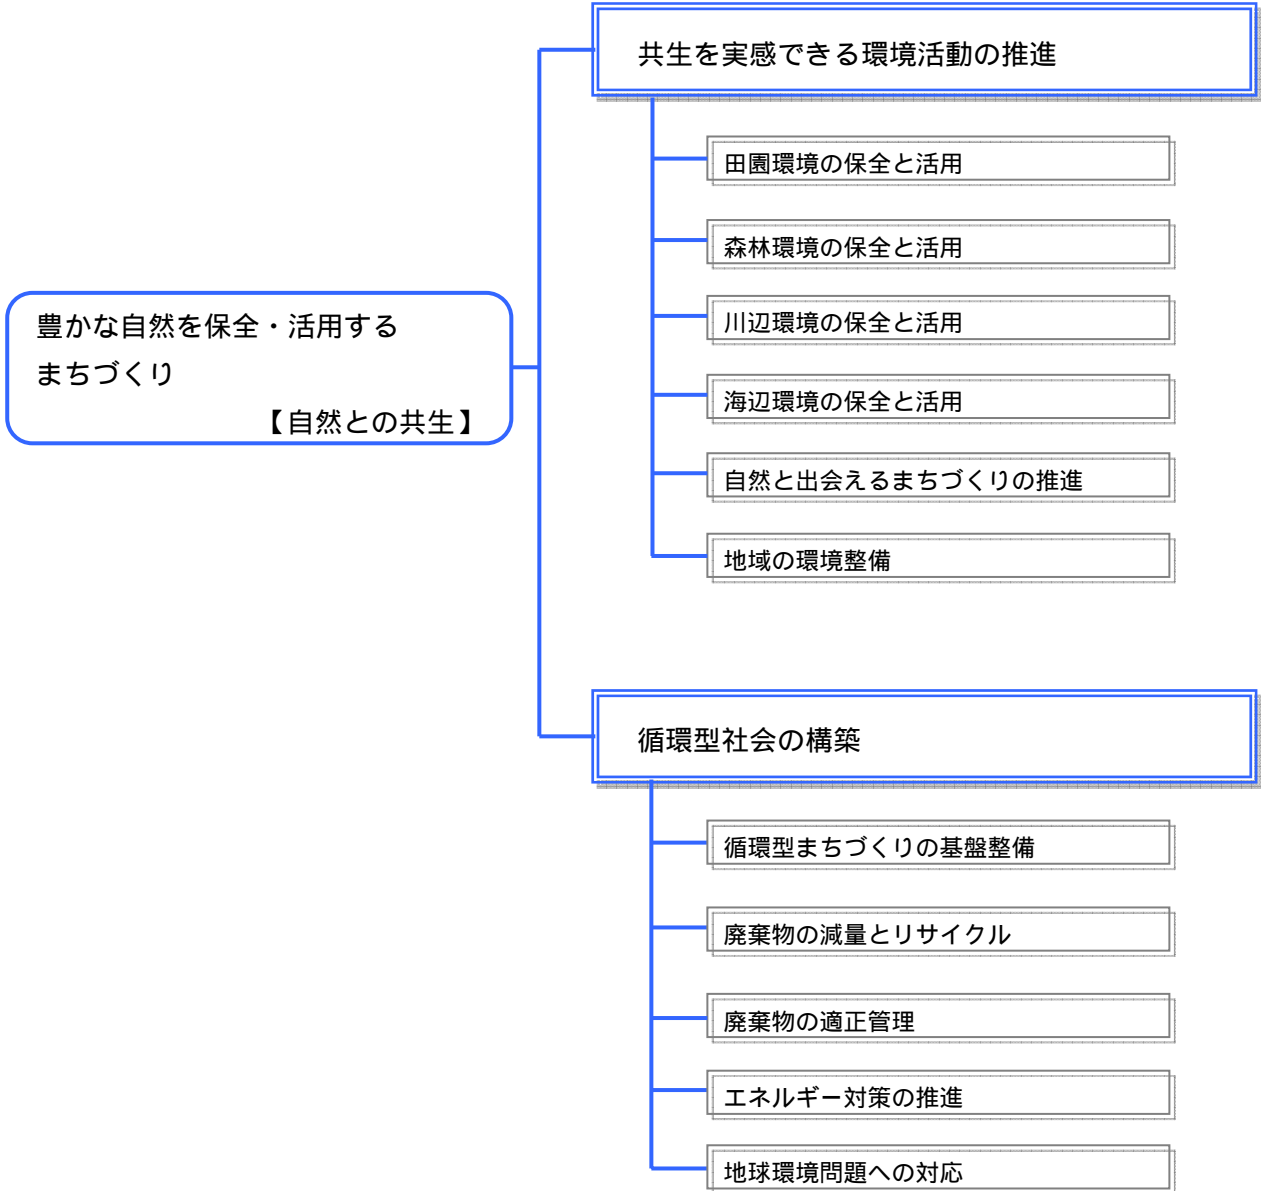 共生を実感できる環境活動の推進
田園環境の保全と活用
森林環境の保全と活用
川辺環境の保全と活用
海辺環境の保全と活用
自然と出会えるまちづくりの推進
地域の環境整備
豊かな自然を保全・活用する
まちづくり
【自然との共生】
循環型社会の構築
循環型まちづくりの基盤整備
廃棄物の減量とリサイクル
廃棄物の適正管理
エネルギー対策の推進
地球環境問題への対応